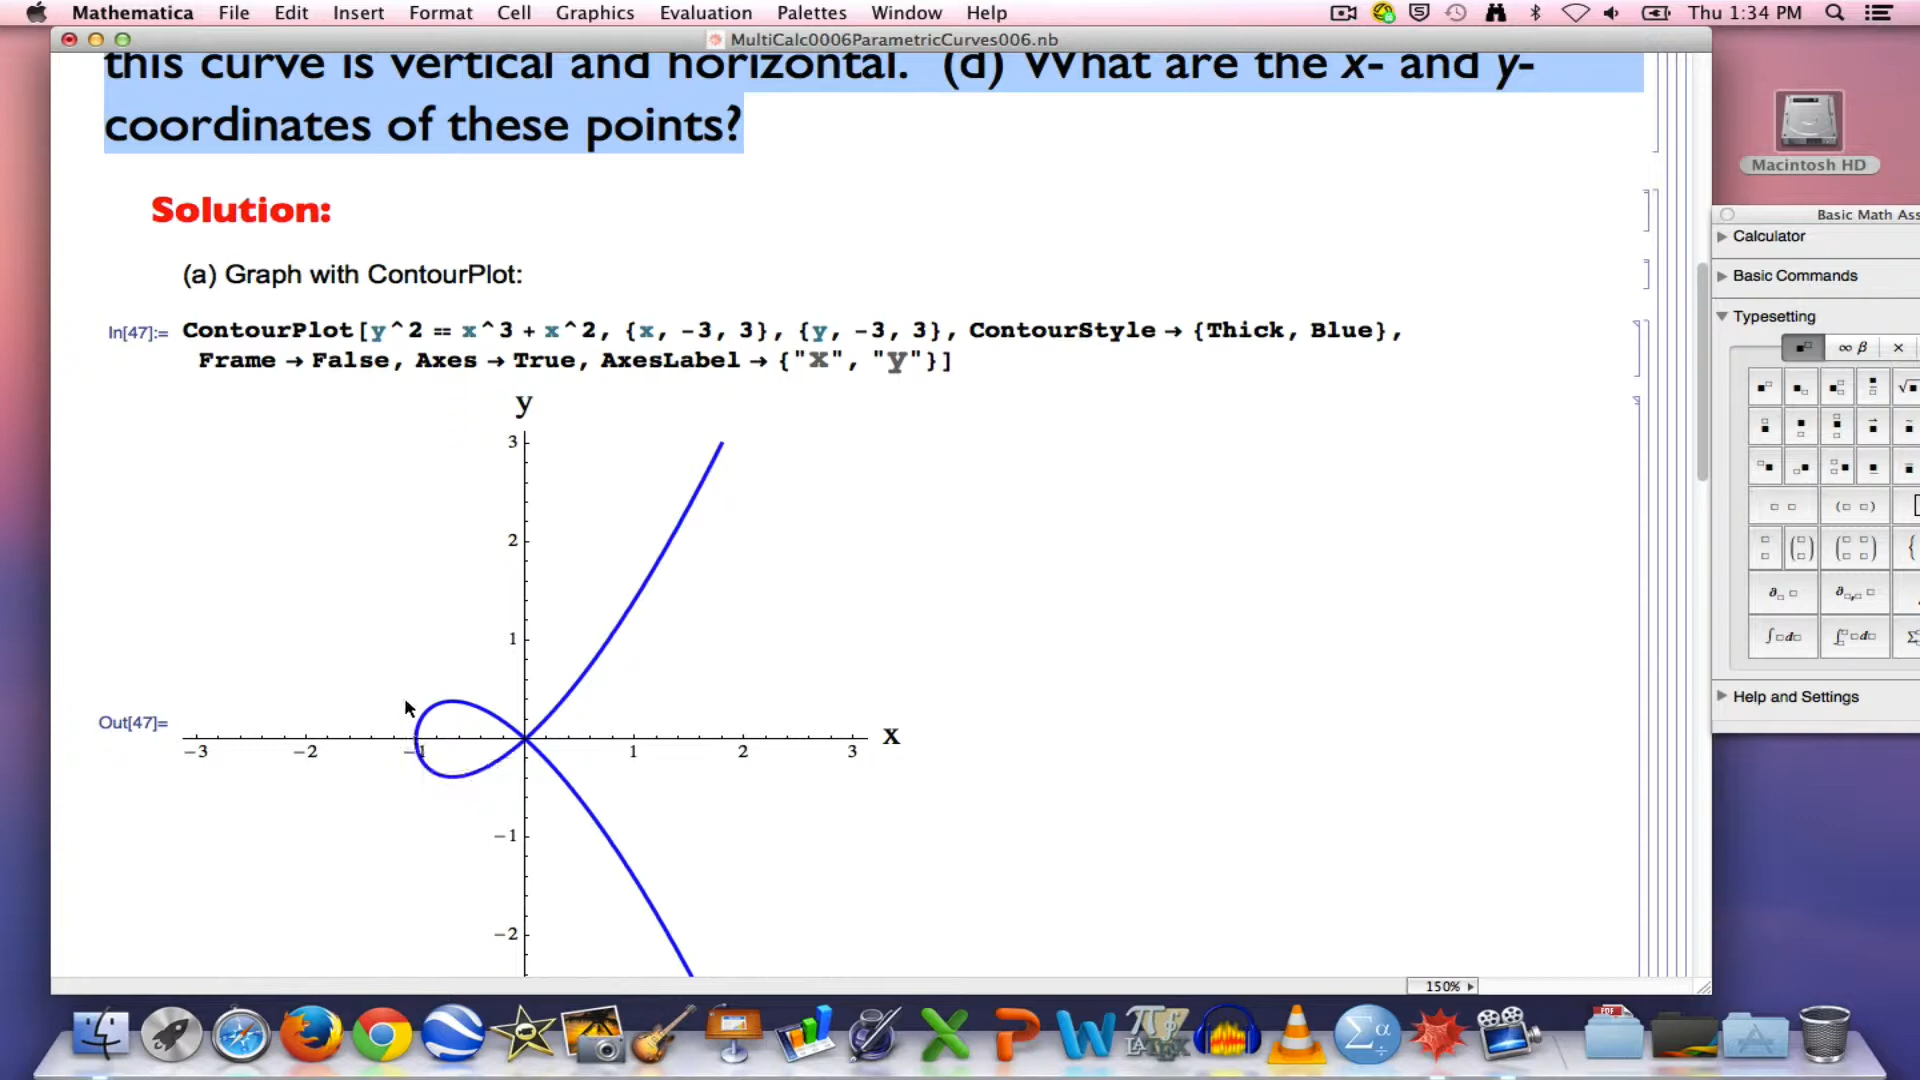 Mathematica File Edit Insert Format Cell Graphics Evaluation Palettes Window Help Thu 1:34 PM
MultiCalc0006ParametricCurves006.nb
this curve is vertical and horizontal. (d) What are the x- and y-
coordinates of these points?
Macintosh HD
Solution:
Basic Math Ass
Calculator
Basic Commands
Typesetting
(a) Graph with ContourPlot:
In[47]:= ContourPlot[y^2 == x^3 + x^2, {x, -3, 3}, {y, -3, 3}, ContourStyle → {Thick, Blue},
Frame → False, Axes → True, AxesLabel → {"x", "y"}]
∞ β ×
y
3
2
1
Out[47]=
x
-3 -2 -1 1 2 3
-1
-2
Help and Settings
150%